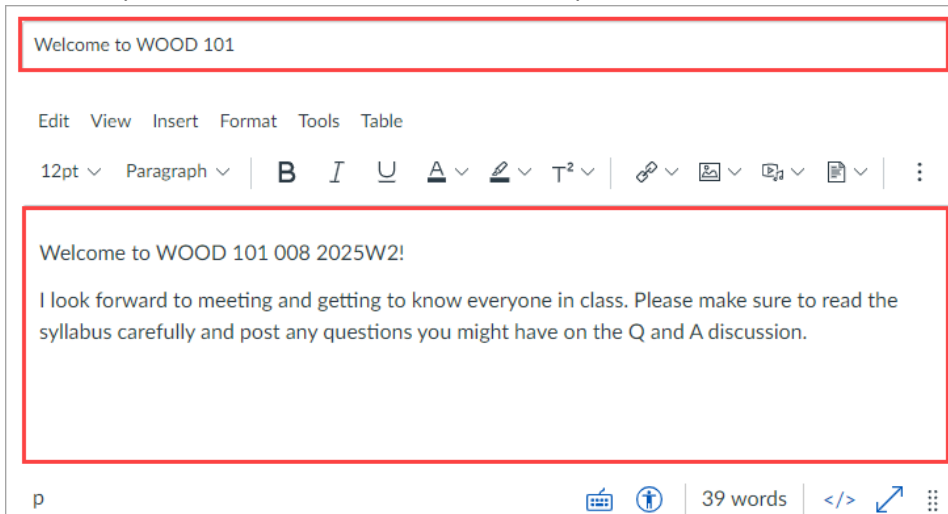 Welcome to WOOD 101
Edit View Insert Format Tools Table
12pt Paragraph B I U A T²
Welcome to WOOD 101 008 2025W2!
I look forward to meeting and getting to know everyone in class. Please make sure to read the
syllabus carefully and post any questions you might have on the Q and A discussion.
p 39 words </>